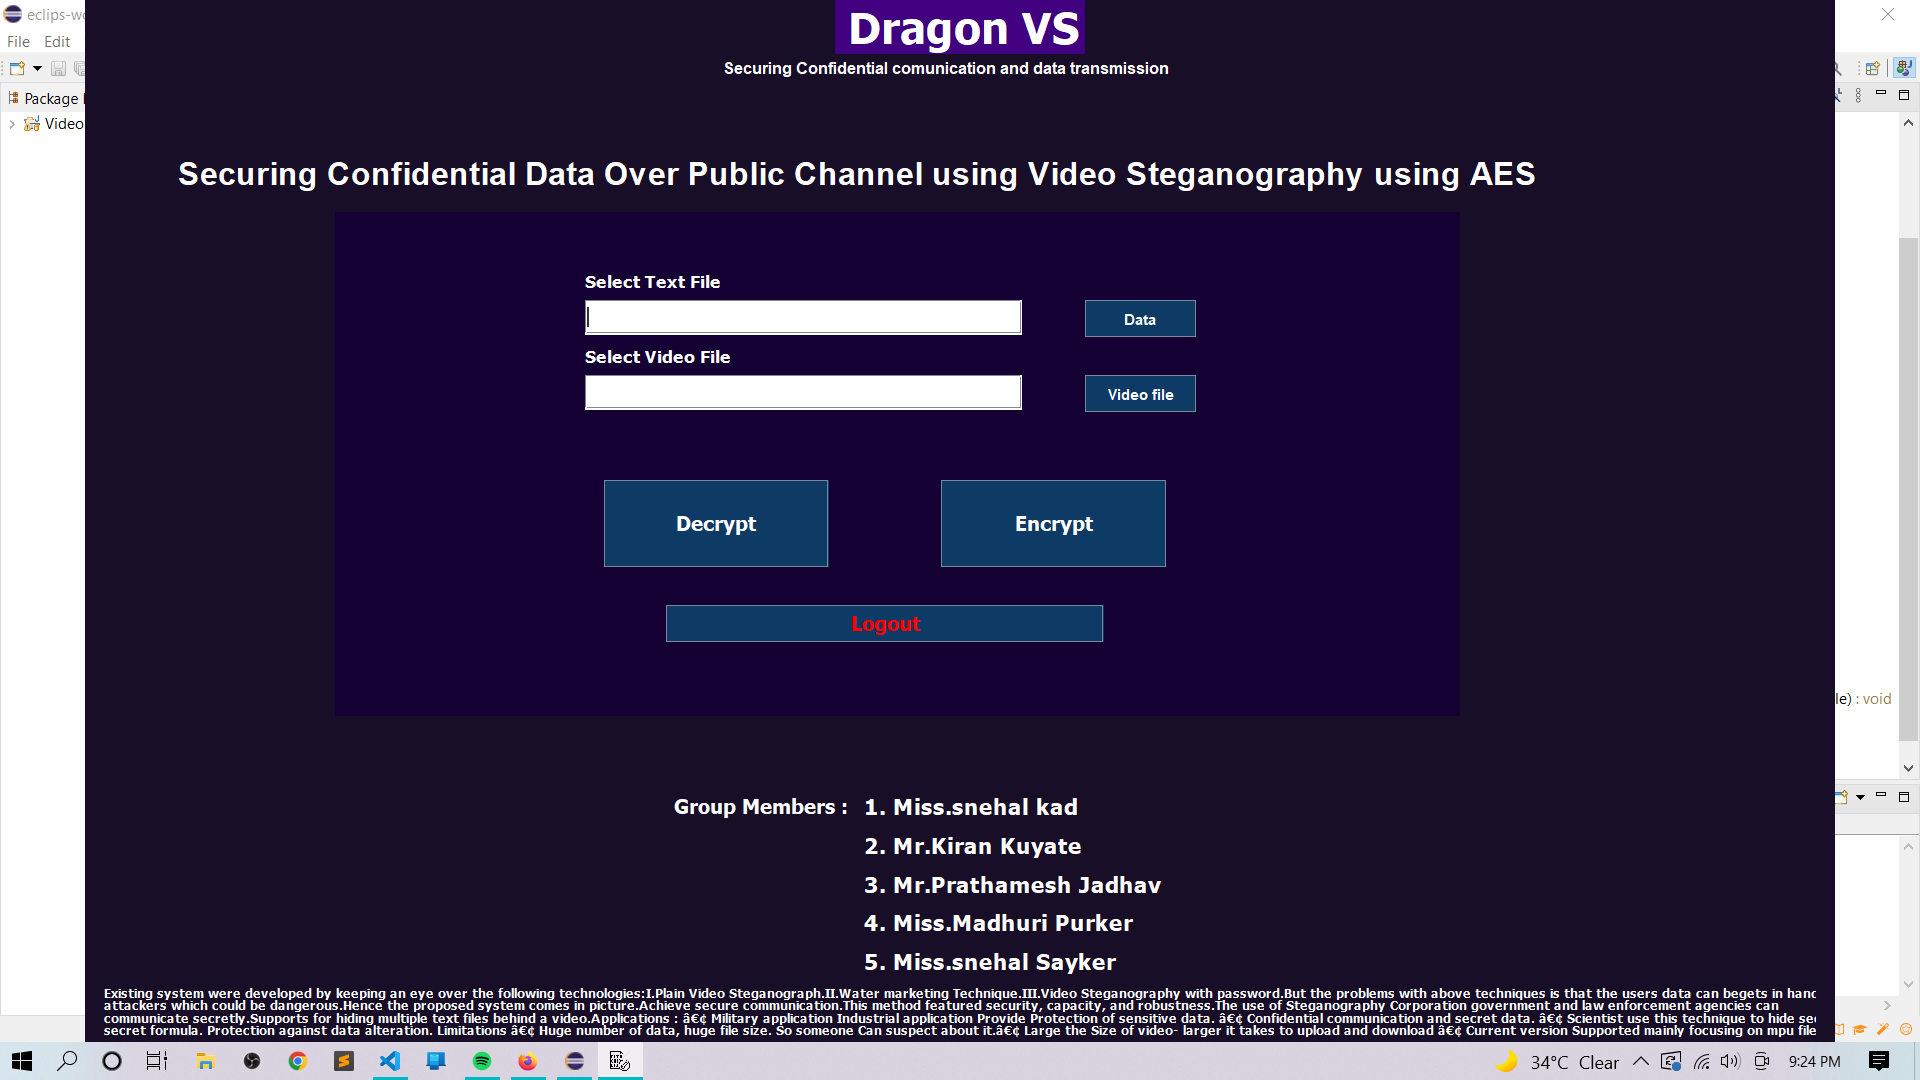 eclips-wo
File Edit
Package
Video
Dragon VS
Securing Confidential comunication and data transmission
Securing Confidential Data Over Public Channel using Video Steganography using AES
Select Text File
Data
Select Video File
Video file
Decrypt
Encrypt
Logout
le) : void
Group Members :
1. Miss.snehal kad
2. Mr.Kiran Kuyate
3. Mr.Prathamesh Jadhav
4. Miss.Madhuri Purker
5. Miss.snehal Sayker
Existing system were developed by keeping an eye over the following technologies:I.Plain Video Steganograph.II.Water marketing Technique.III.Video Steganography with password.But the problems with above techniques is that the users data can begets in hand
attackers which could be dangerous.Hence the proposed system comes in picture.Achieve secure communication.This method featured security, capacity, and robustness.The use of Steganography Corporation government and law enforcement agencies can
communicate secretly.Supports for hiding multiple text files behind a video.Applications : â€¢ Military application Industrial application Provide Protection of sensitive data. â€¢ Confidential communication and secret data. â€¢ Scientist use this technique to hide sec
secret formula. Protection against data alteration. Limitations â€¢ Huge number of data, huge file size. So someone Can suspect about it.â€¢ Large the Size of video- larger it takes to upload and download â€¢ Current version Supported mainly focusing on mpu file
34°C Clear
9:24 PM